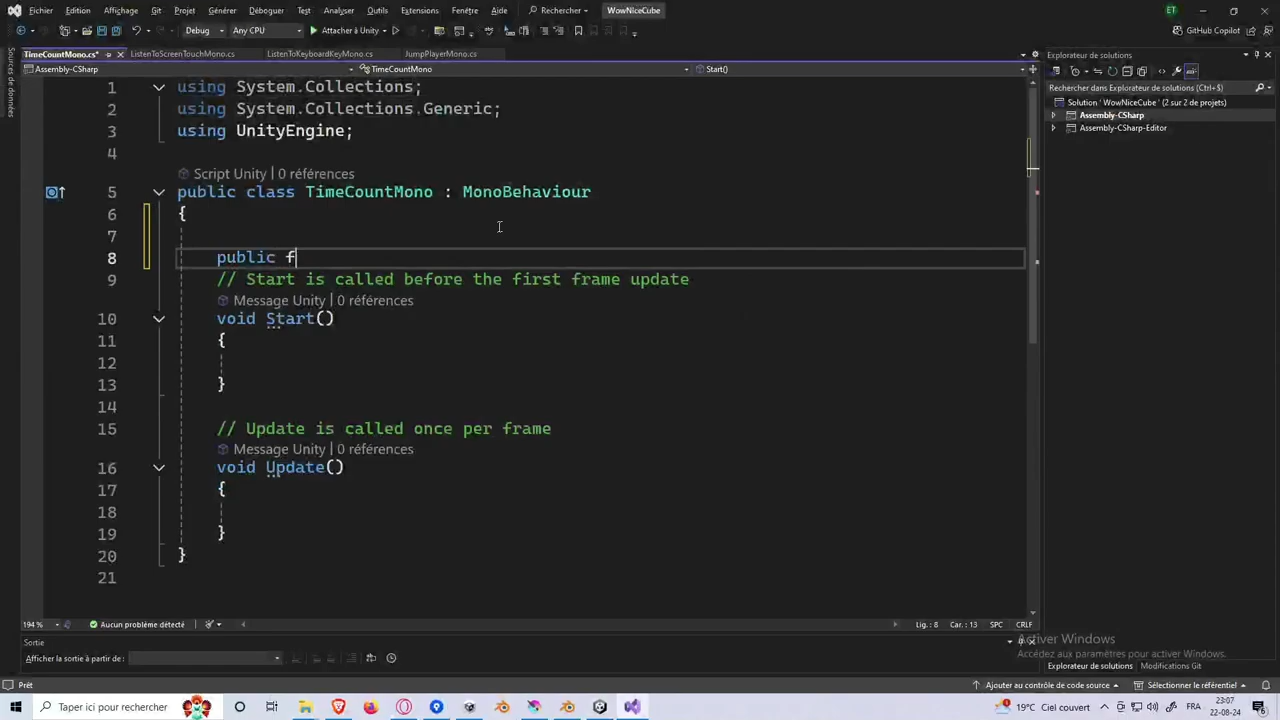 Fichier Edition Affichage Git Projet Générer Déboguer Test Analyser Outils Extensions Fenêtre Aide Rechercher WowNiceCube ET
Debug Any CPU Attacher à Unity GitHub Copilot
TimeCountMono.cs* ListenToScreenTouchMono.cs ListenToKeyboardKeyMono.cs JumpPlayerMono.cs Explorateur de solutions
Assembly-CSharp TimeCountMono Start()
Sources de données
Rechercher dans Explorateur de solutions (Ctrl+$)
Solution 'WowNiceCube' (2 sur 2 de projets)
Assembly-CSharp
Assembly-CSharp-Editor
1 using System.Collections;
2 using System.Collections.Generic;
3 using UnityEngine;
4
Script Unity | 0 références
5 public class TimeCountMono : MonoBehaviour
6 {
7
8 public f
9 // Start is called before the first frame update
Message Unity | 0 références
10 void Start()
11 {
12
13 }
14
15 // Update is called once per frame
Message Unity | 0 références
16 void Update()
17 {
18
19 }
20 }
21
194 % Aucun problème détecté Lig. : 8 Car. : 13 SPC CRLF
Sortie
Afficher la sortie à partir de :
Activer Windows
Accédez aux paramètres pour activer Windows.
Explorateur de solutions Modifications Git
Prêt Ajouter au contrôle de code source Sélectionner le référentiel
Taper ici pour rechercher 19°C Ciel couvert FRA 23:07
22-08-24 6